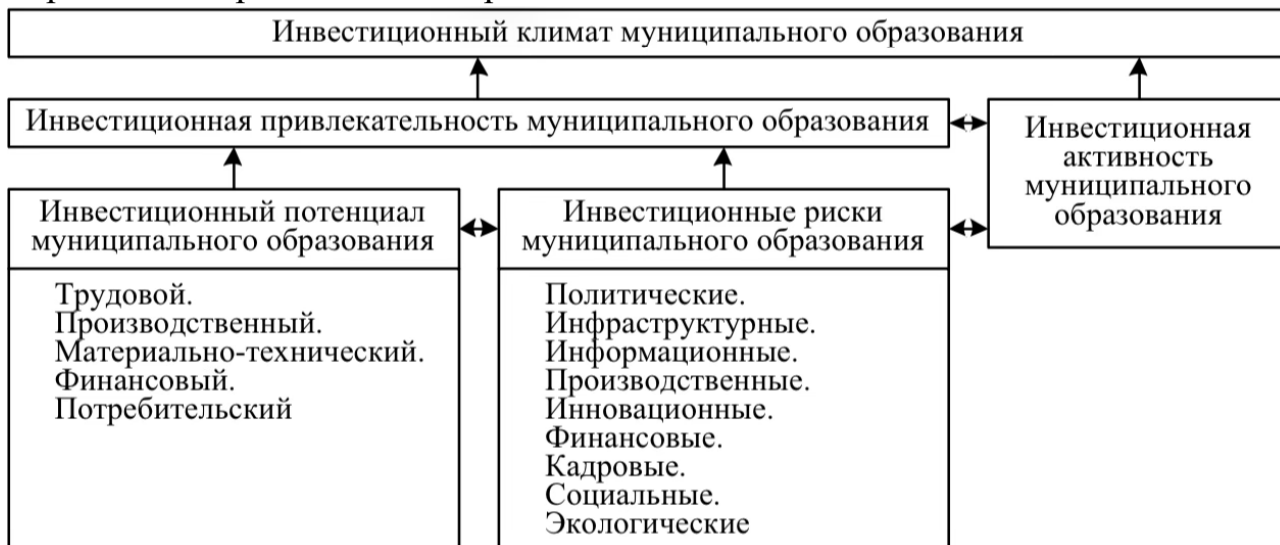 Инвестиционный климат муниципального образования
Инвестиционная привлекательность муниципального образования
Инвестиционная
активность
муниципального
образования
Инвестиционный потенциал
муниципального образования
Трудовой.
Производственный.
Материально-технический.
Финансовый.
Потребительский
Инвестиционные риски
муниципального образования
Политические.
Инфраструктурные.
Информационные.
Производственные.
Инновационные.
Финансовые.
Кадровые.
Социальные.
Экологические